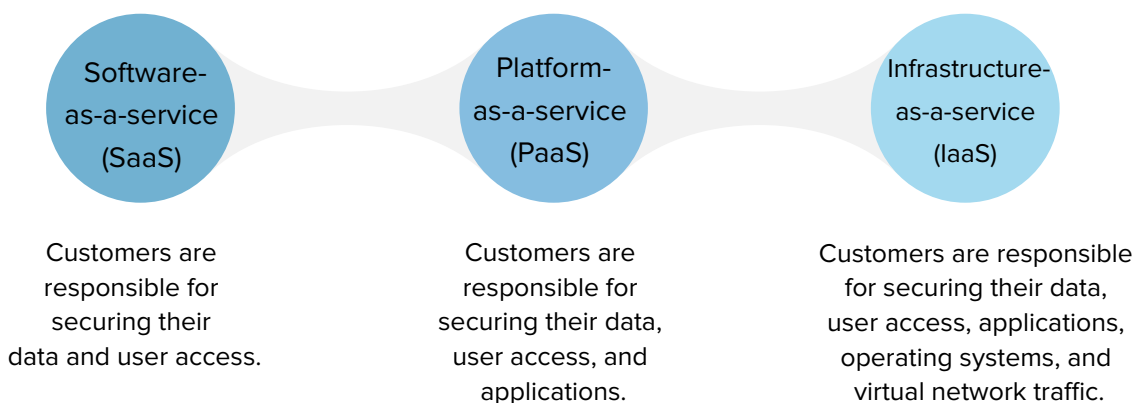 Software-
as-a-service
(SaaS)
Platform-
as-a-service
(PaaS)
Infrastructure-
as-a-service
(IaaS)
Customers are
responsible for
securing their
data and user access.
Customers are
responsible for
securing their data,
user access, and
applications.
Customers are responsible
for securing their data,
user access, applications,
operating systems, and
virtual network traffic.